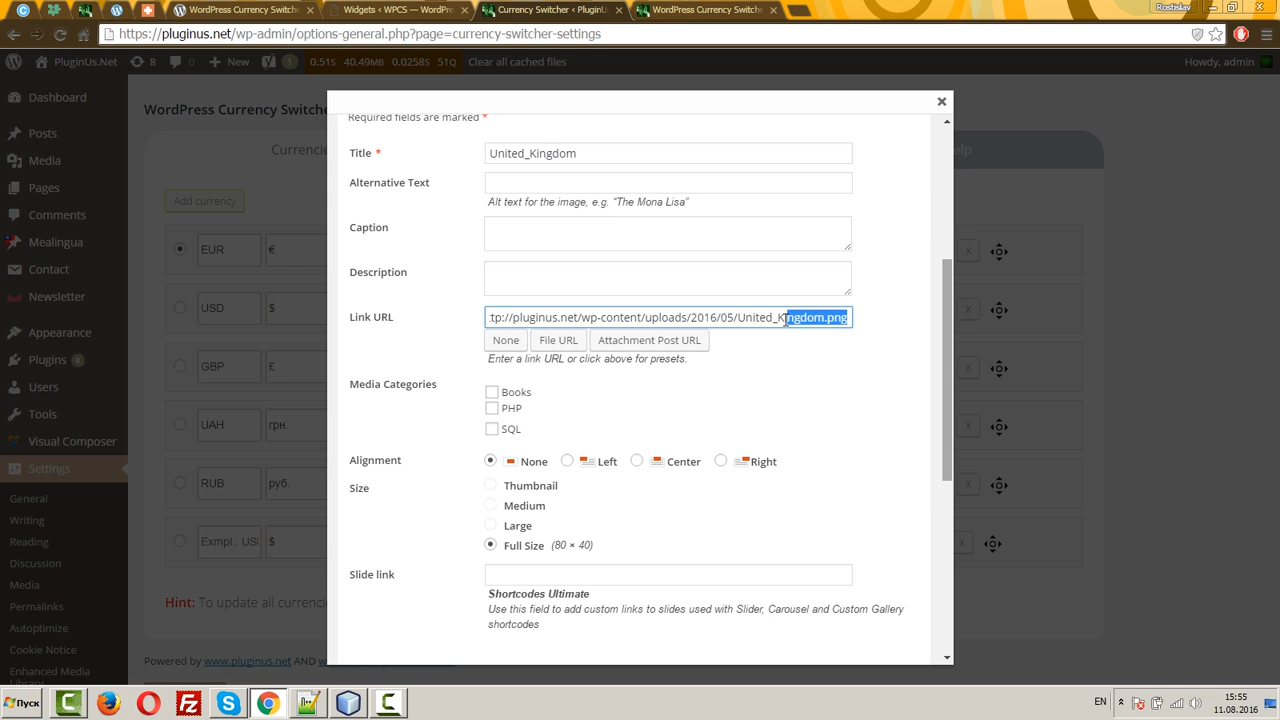 Rostislav
WordPress Currency Switcher
Widgets ‹ WPCS — WordPre
Currency Switcher • PluginU
WordPress Currency Switcher
https://pluginus.net/wp-admin/options-general.php?page=currency-switcher-settings
PluginUs.Net
8
0
New
1
0.51S
40.49MB
0.0258S
51Q
Clear all cached files
Howdy, admin
Dashboard
Posts
Media
Pages
Comments
Mealingua
Contact
Newsletter
Appearance
Plugins 8
Users
Tools
Visual Composer
Settings
General
Writing
Reading
Discussion
Media
Permalinks
Autoptimize
Cookie Notice
Enhanced Media
Library
WordPress Currency Switche
Currencie
elp
Add currency
EUR
€
X
USD
$
GBP
£
X
UAH
грн.
X
RUB
руб.
X
Exmpl.: USI
$
X
Hint: To update all currencie
Powered by www.pluginus.net AND w
Required fields are marked *
Title *
United_Kingdom
Alternative Text
Alt text for the image, e.g. “The Mona Lisa”
Caption
Description
Link URL
tp://pluginus.net/wp-content/uploads/2016/05/United_Kingdom.png
None
File URL
Attachment Post URL
Enter a link URL or click above for presets.
Media Categories
Books
PHP
SQL
Alignment
None
Left
Center
Right
Size
Thumbnail
Medium
Large
Full Size (80 × 40)
Slide link
Shortcodes Ultimate
Use this field to add custom links to slides used with Slider, Carousel and Custom Gallery
shortcodes
Пуск
EN
15:55
11.08.2016